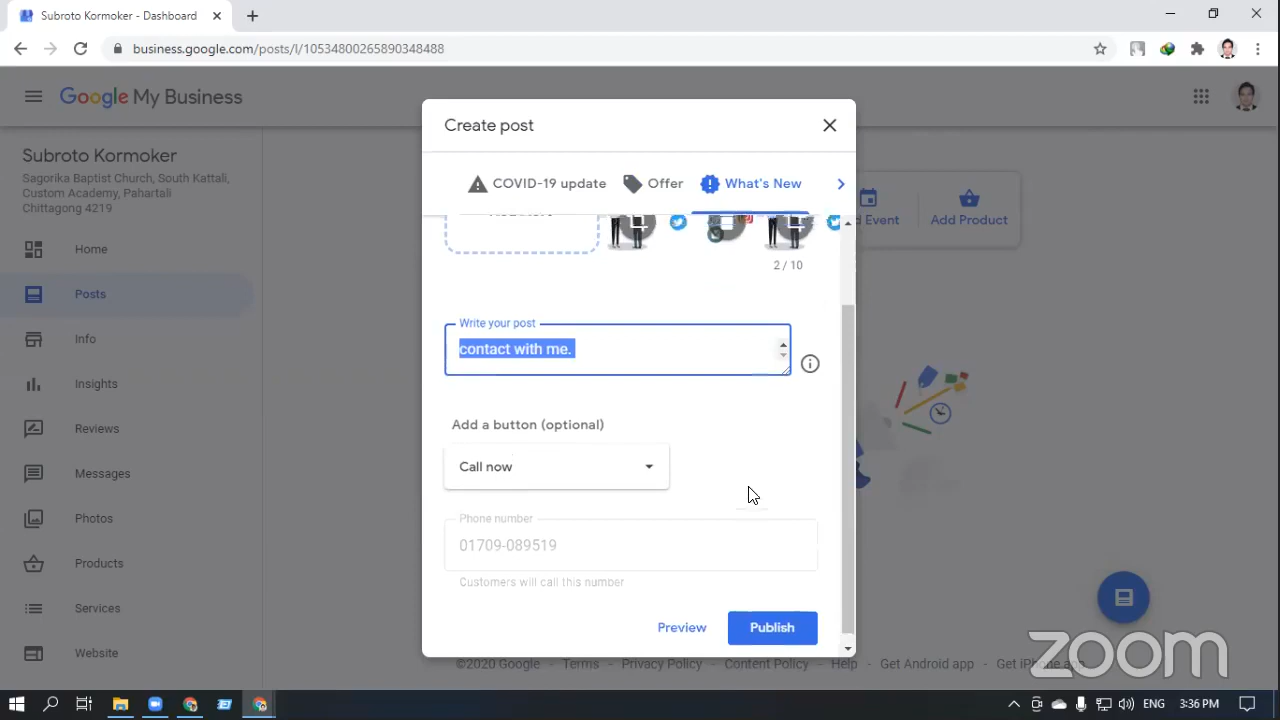 Subroto Kormoker - Dashboard
business.google.com/posts/l/10534800265890348488
Google My Business
Subroto Kormoker
Sagorika Baptist Church, South Kattali,
Custom Academy, Pahartali
Chittagong 4219
Home
Posts
Info
Insights
Reviews
Messages
Photos
Products
Services
Website
Create post
COVID-19 update
Offer
What's New
Event
Add Product
2 / 10
Write your post
contact with me.
Add a button (optional)
Call now
Phone number
01709-089519
Customers will call this number
Preview
Publish
©2020 Google - Terms - Privacy Policy - Content Policy - Help - Get Android app - Get
zoom
ENG
3:36 PM